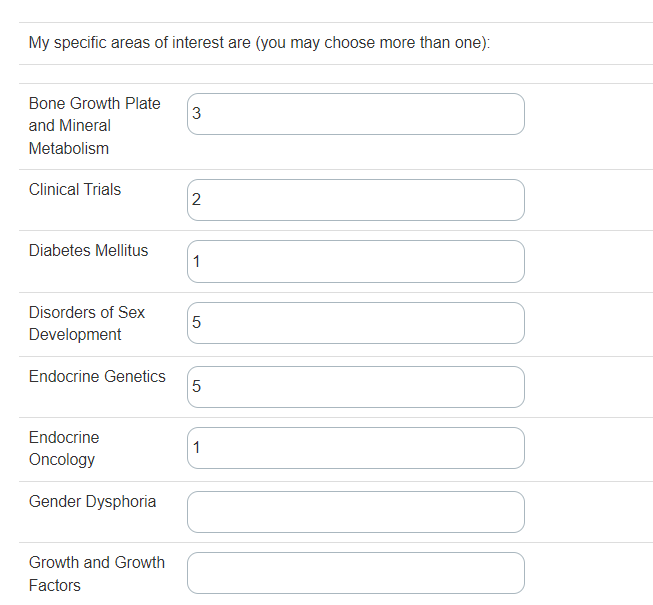 My specific areas of interest are (you may choose more than one):
Bone Growth Plate
and Mineral
Metabolism
3
Clinical Trials
2
Diabetes Mellitus
1
Disorders of Sex
Development
5
Endocrine Genetics
5
Endocrine
Oncology
1
Gender Dysphoria
Growth and Growth
Factors